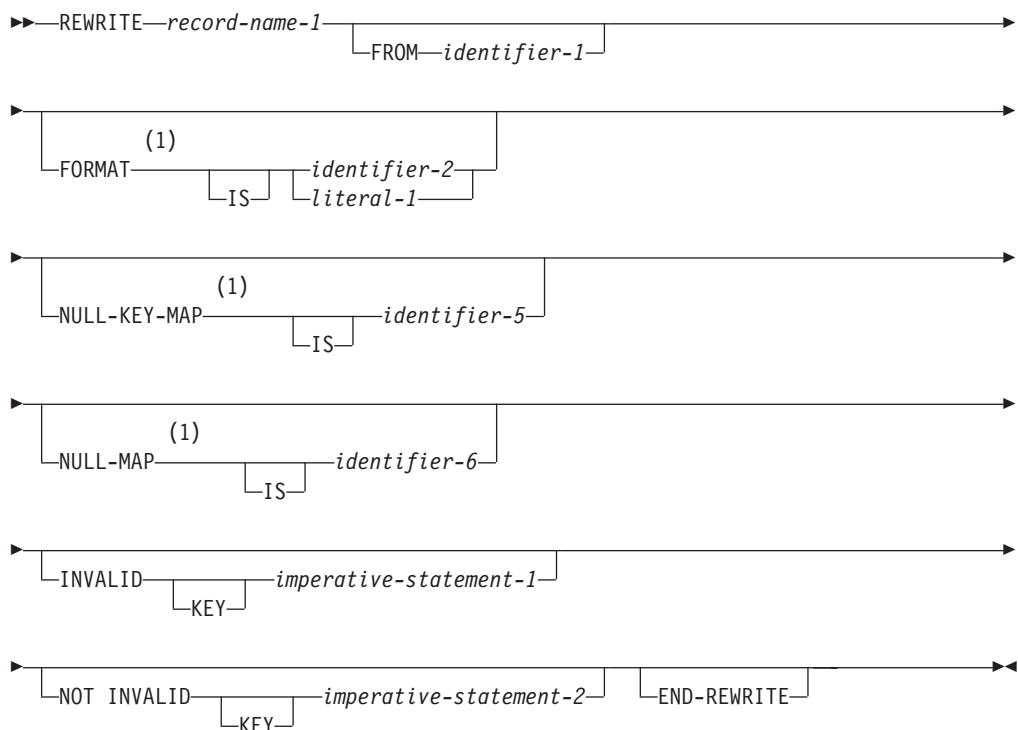 REWRITE record-name-1
FROM identifier-1
(1)
FORMAT identifier-2
IS literal-1
(1)
NULL-KEY-MAP identifier-5
IS
(1)
NULL-MAP identifier-6
IS
INVALID imperative-statement-1
KEY
NOT INVALID imperative-statement-2 END-REWRITE
KEY